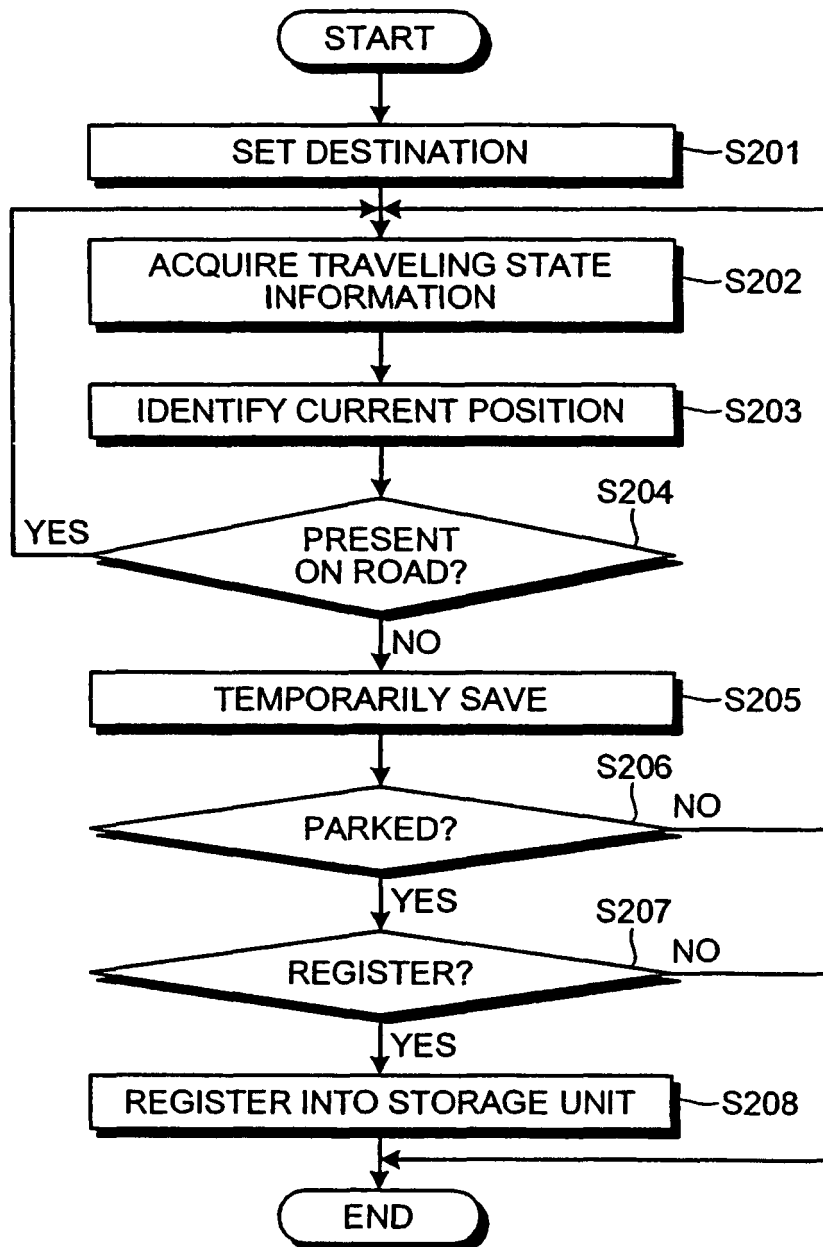 START
SET DESTINATION
S201
ACQUIRE TRAVELING STATE
INFORMATION
S202
IDENTIFY CURRENT POSITION
S203
S204
YES
PRESENT
ON ROAD?
NO
TEMPORARILY SAVE
S205
S206
NO
PARKED?
YES
S207
NO
REGISTER?
YES
REGISTER INTO STORAGE UNIT
S208
END